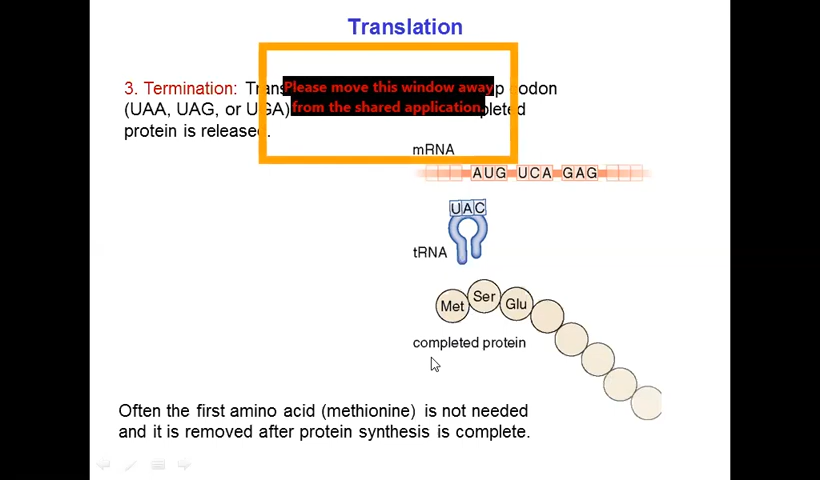 Translation
3. Termination: Trans p codon
Please move this window away
(UAA, UAG, or UGA) pleted
from the shared application.
protein is released.
mRNA
AUG UCA GAG
UAC
tRNA
Met Ser Glu
completed protein
Often the first amino acid (methionine) is not needed
and it is removed after protein synthesis is complete.